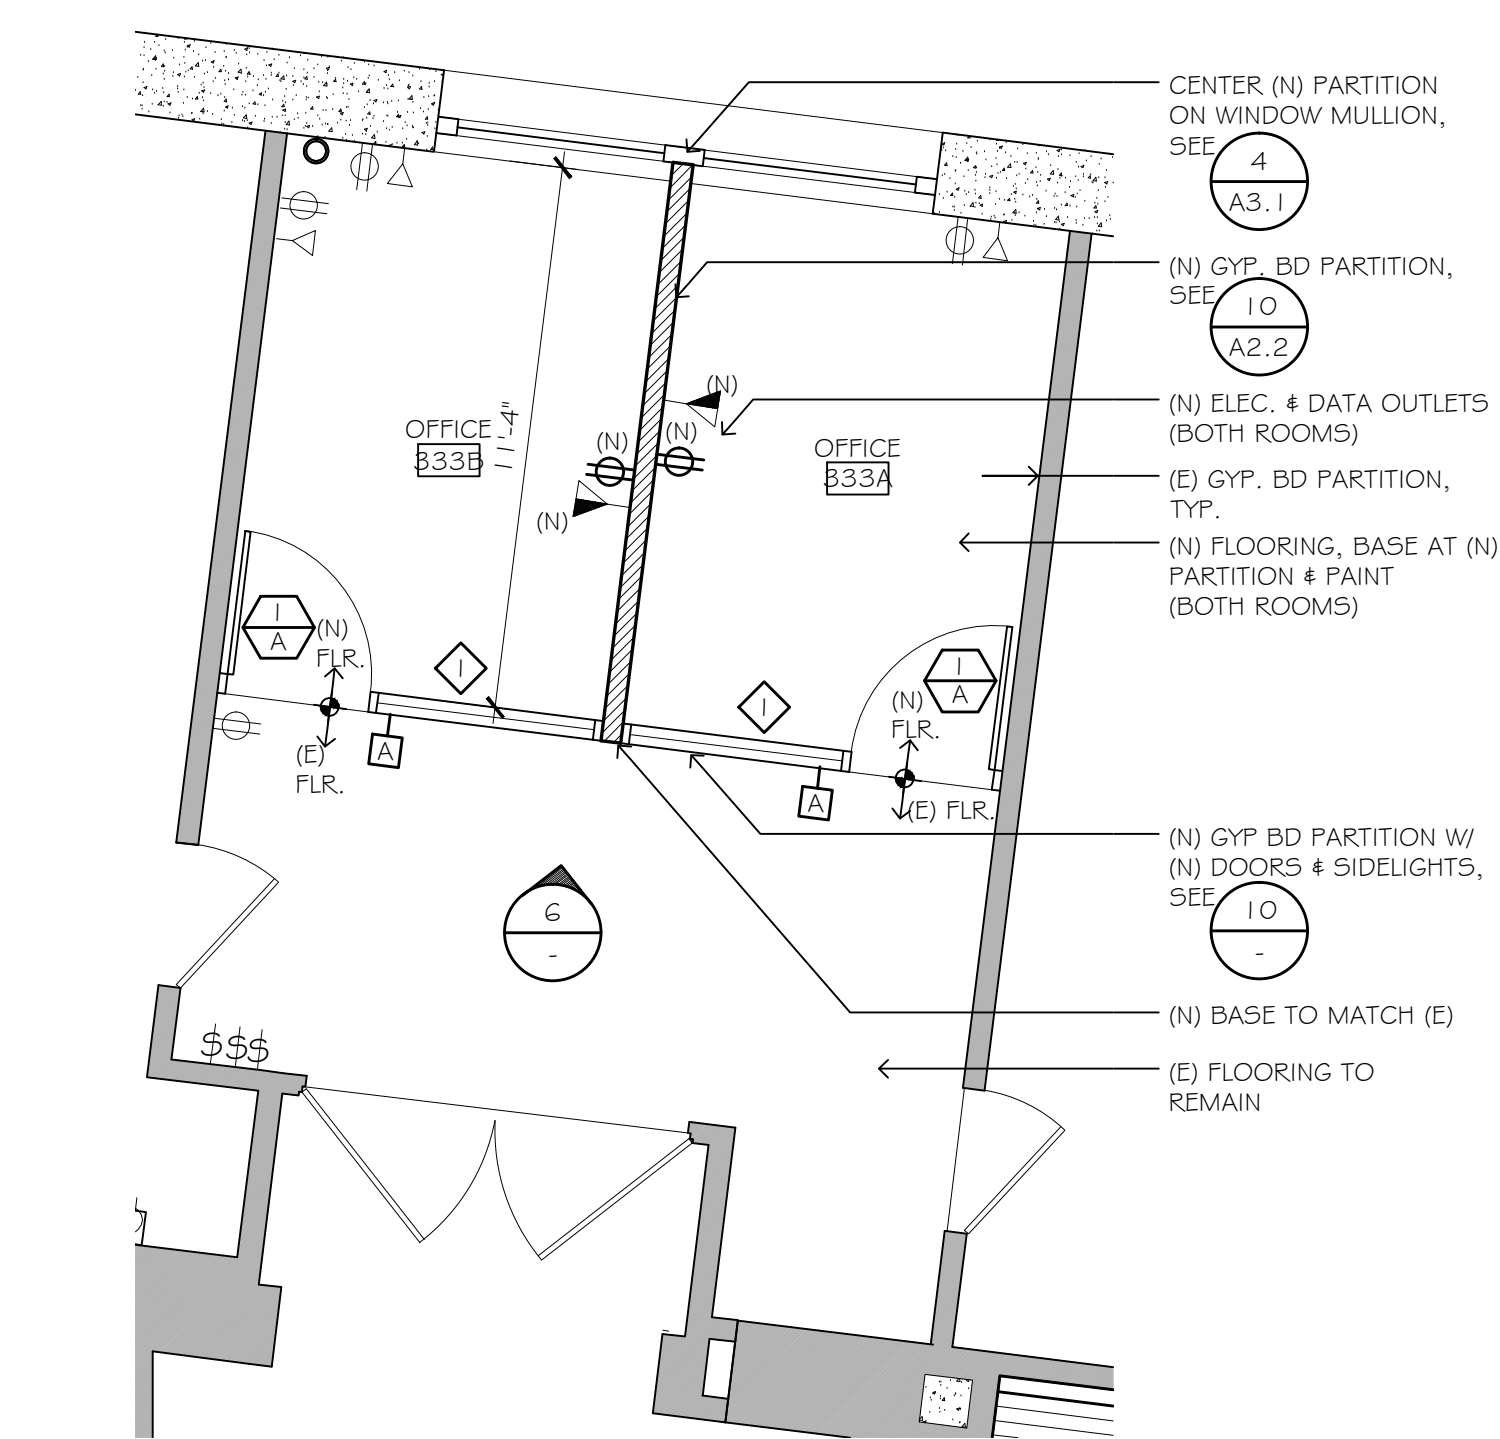 CENTER (N) PARTITION
ON WINDOW MULLION,
SEE
4
A3.1
(N) GYP. BD PARTITION,
SEE
10
A2.2
(N) ELEC. & DATA OUTLETS
(BOTH ROOMS)
(E) GYP. BD PARTITION,
TYP.
(N) FLOORING, BASE AT (N)
PARTITION & PAINT
(BOTH ROOMS)
(N) GYP BD PARTITION W/
(N) DOORS & SIDELIGHTS,
SEE
10
-
(N) BASE TO MATCH (E)
(E) FLOORING TO
REMAIN
OFFICE
333B
11'-4"
(N)
(N)
(N)
(N)
OFFICE
333A
1
A
(N)
FLR.
(E)
FLR.
1
A
1
A
1
A
(N)
FLR.
(E) FLR.
6
-
$$$